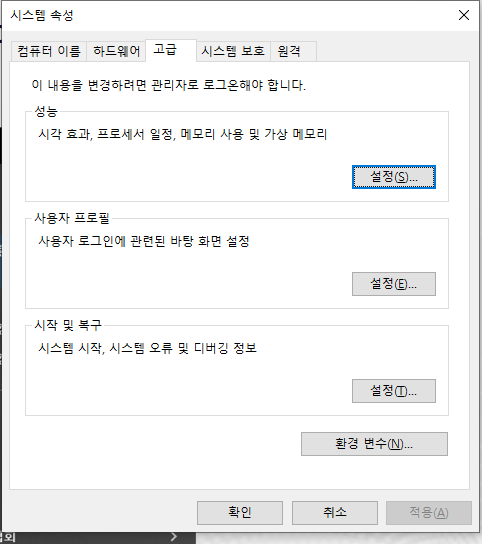 시스템 속성
컴퓨터 이름 하드웨어 고급 시스템 보호 원격
이 내용을 변경하려면 관리자로 로그온해야 합니다.
성능
시각 효과, 프로세서 일정, 메모리 사용 및 가상 메모리
설정(S)...
사용자 프로필
사용자 로그인에 관련된 바탕 화면 설정
설정(E)...
시작 및 복구
시스템 시작, 시스템 오류 및 디버깅 정보
설정(T)...
환경 변수(N)...
확인 취소 적용(A)